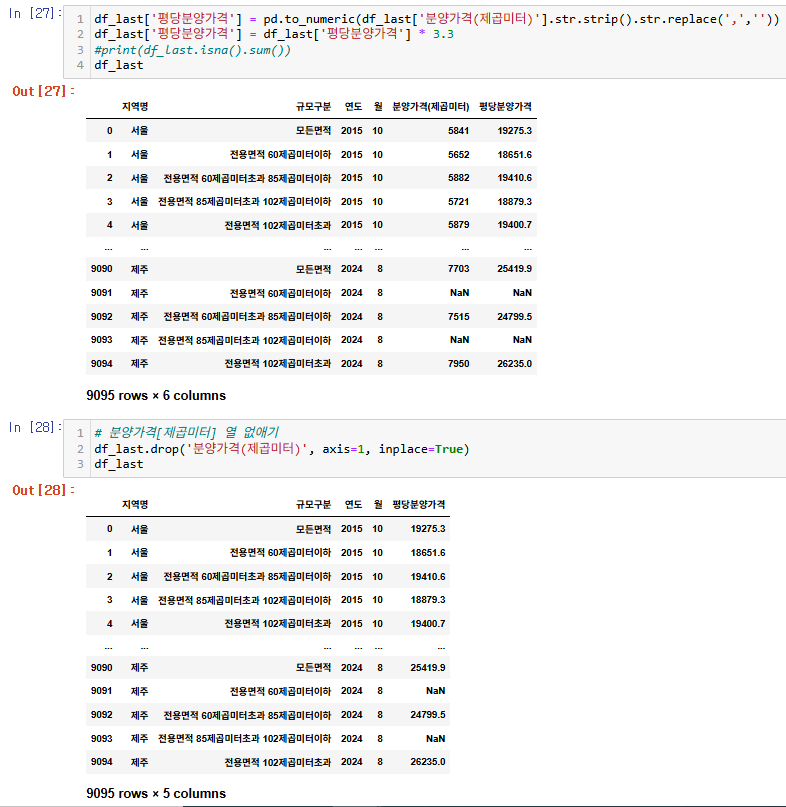 In [27]:
1 df_last['평당분양가격'] = pd.to_numeric(df_last['분양가격(제곱미터)'].str.strip().str.replace(',',''))
2 df_last['평당분양가격'] = df_last['평당분양가격'] * 3.3
3 #print(df_last.isna().sum())
4 df_last
Out[27]:
지역명 규모구분 연도 월 분양가격(제곱미터) 평당분양가격
0 서울 모든면적 2015 10 5841 19275.3
1 서울 전용면적 60제곱미터이하 2015 10 5652 18651.6
2 서울 전용면적 60제곱미터초과 85제곱미터이하 2015 10 5882 19410.6
3 서울 전용면적 85제곱미터초과 102제곱미터이하 2015 10 5721 18879.3
4 서울 전용면적 102제곱미터초과 2015 10 5879 19400.7
... ... ... ... ... ... ...
9090 제주 모든면적 2024 8 7703 25419.9
9091 제주 전용면적 60제곱미터이하 2024 8 NaN NaN
9092 제주 전용면적 60제곱미터초과 85제곱미터이하 2024 8 7515 24799.5
9093 제주 전용면적 85제곱미터초과 102제곱미터이하 2024 8 NaN NaN
9094 제주 전용면적 102제곱미터초과 2024 8 7950 26235.0
9095 rows × 6 columns
In [28]:
1 # 분양가격[제곱미터] 열 없애기
2 df_last.drop('분양가격(제곱미터)', axis=1, inplace=True)
3 df_last
Out[28]:
지역명 규모구분 연도 월 평당분양가격
0 서울 모든면적 2015 10 19275.3
1 서울 전용면적 60제곱미터이하 2015 10 18651.6
2 서울 전용면적 60제곱미터초과 85제곱미터이하 2015 10 19410.6
3 서울 전용면적 85제곱미터초과 102제곱미터이하 2015 10 18879.3
4 서울 전용면적 102제곱미터초과 2015 10 19400.7
... ... ... ... ... ...
9090 제주 모든면적 2024 8 25419.9
9091 제주 전용면적 60제곱미터이하 2024 8 NaN
9092 제주 전용면적 60제곱미터초과 85제곱미터이하 2024 8 24799.5
9093 제주 전용면적 85제곱미터초과 102제곱미터이하 2024 8 NaN
9094 제주 전용면적 102제곱미터초과 2024 8 26235.0
9095 rows × 5 columns